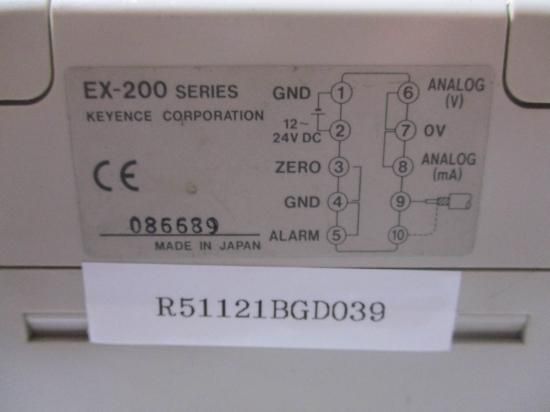 EX-200 SERIES
KEYENCE CORPORATION
CE
086689
MADE IN JAPAN
GND 1
12~
24V DC 2
ZERO 3
GND 4
ALARM 5
6 ANALOG
(V)
7 0V
8 ANALOG
(mA)
9
10
R51121BGD039